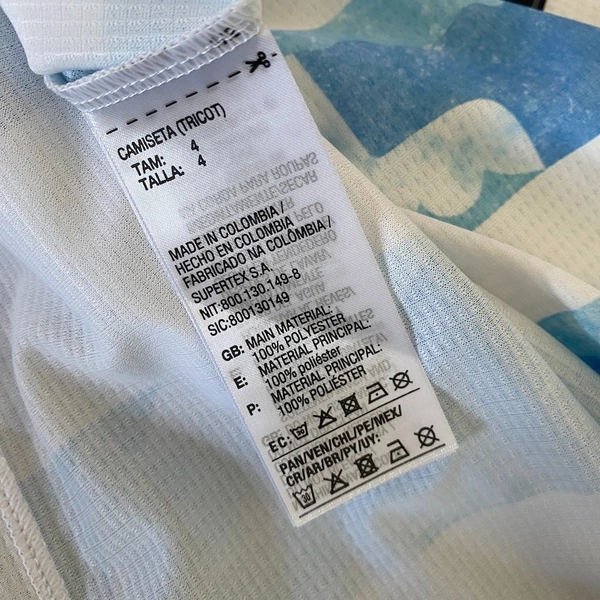 CAMISETA (TRICOT)
TAM: 4
TALLA: 4
MADE IN COLOMBIA /
HECHO EN COLOMBIA /
FABRICADO NA COLÔMBIA /
SUPERTEX S.A.
NIT:800.130.149-8
SIC:800130149
GB: MAIN MATERIAL:
100% POLYESTER
E: MATERIAL PRINCIPAL:
100% poliéster
P: MATERIAL PRINCIPAL:
100% POLIÉSTER
EC: 30
PAN/VEN/CHL/PE/MEX/
CR/AR/BR/PY/UY:
30